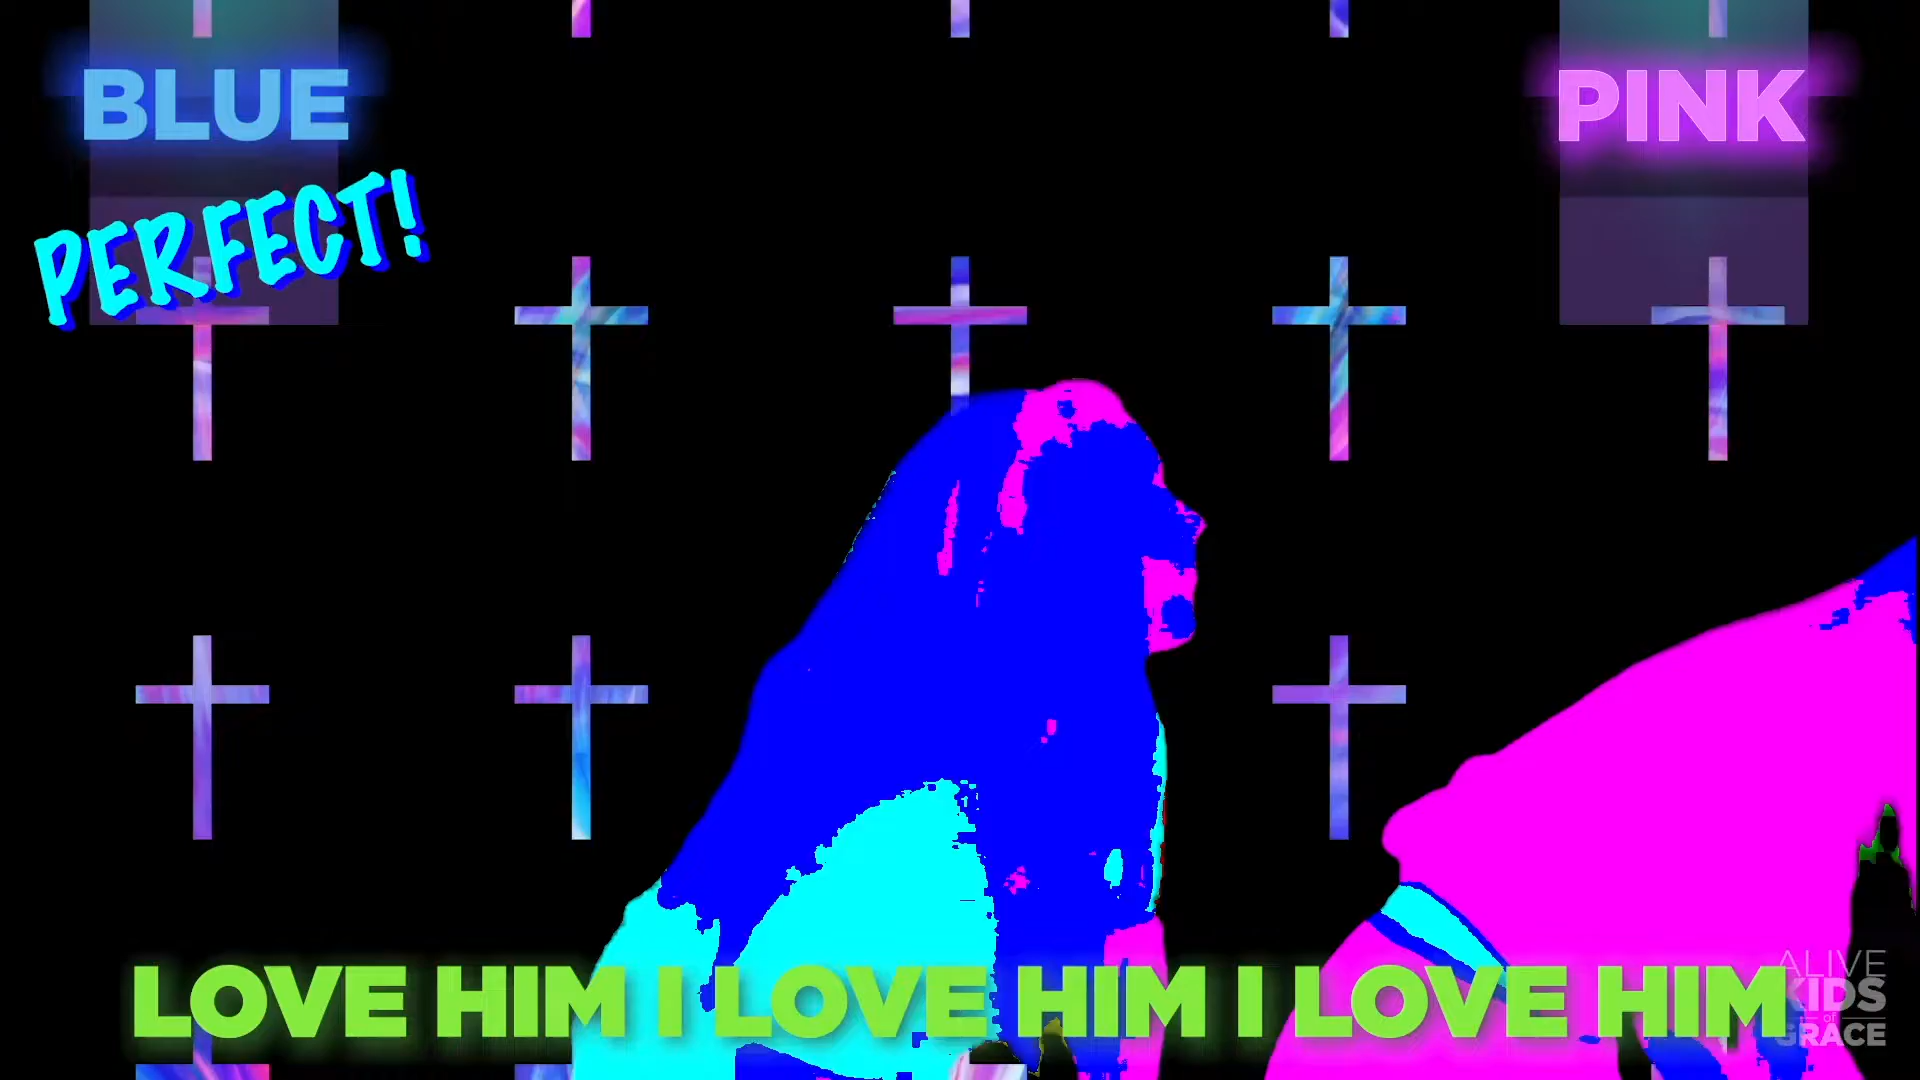 BLUE
PINK
PERFECT!
LOVE HIM I LOVE HIM I LOVE HIM
ALIVE
KIDS
of
GRACE